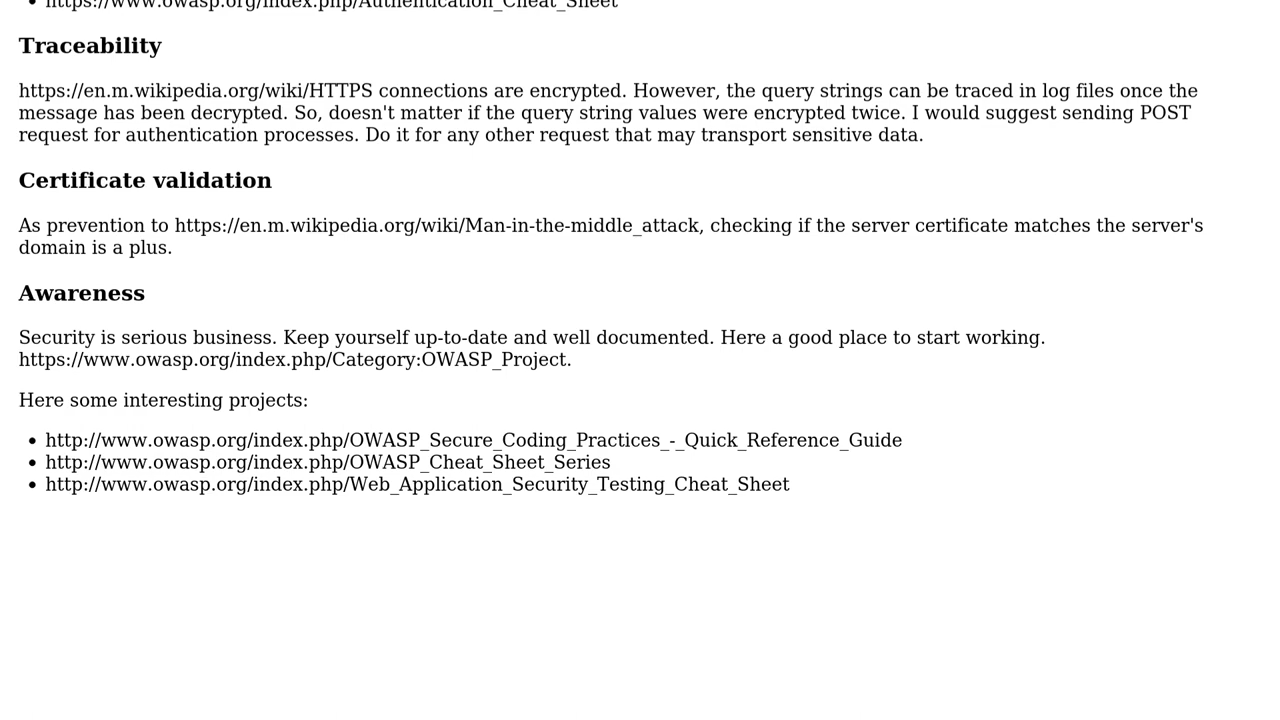 • https://www.owasp.org/index.php/Authentication_Cheat_Sheet
Traceability
https://en.m.wikipedia.org/wiki/HTTPS connections are encrypted. However, the query strings can be traced in log files once the
message has been decrypted. So, doesn't matter if the query string values were encrypted twice. I would suggest sending POST
request for authentication processes. Do it for any other request that may transport sensitive data.
Certificate validation
As prevention to https://en.m.wikipedia.org/wiki/Man-in-the-middle_attack, checking if the server certificate matches the server's
domain is a plus.
Awareness
Security is serious business. Keep yourself up-to-date and well documented. Here a good place to start working.
https://www.owasp.org/index.php/Category:OWASP_Project.
Here some interesting projects:
• http://www.owasp.org/index.php/OWASP_Secure_Coding_Practices_-_Quick_Reference_Guide
• http://www.owasp.org/index.php/OWASP_Cheat_Sheet_Series
• http://www.owasp.org/index.php/Web_Application_Security_Testing_Cheat_Sheet